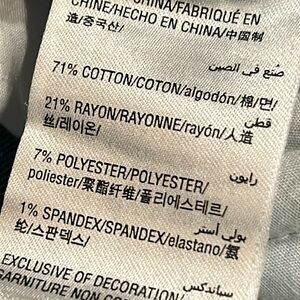 CHINA/FABRIQUÉ EN
CHINE/HECHO EN CHINA/中国制
造/중국산/
صنع في الصين
71% COTTON/COTON/algodón/棉/면/
قطن
21% RAYON/RAYONNE/rayón/人造
丝/레이온/
رايون
7% POLYESTER/POLYESTER/
poliester/聚酯纤维/폴리에스테르/
بولي أستر
1% SPANDEX/SPANDEX/elastano/氨
纶/스판덱스/
سباندكس
EXCLUSIVE OF DECORATION/
GARNITURE NON